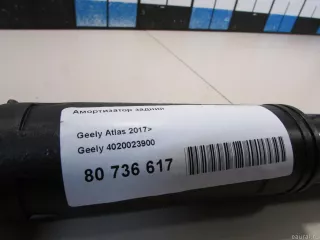 Амортизатор задний
Geely Atlas 2017>
Geely 4020023900
80 736 617